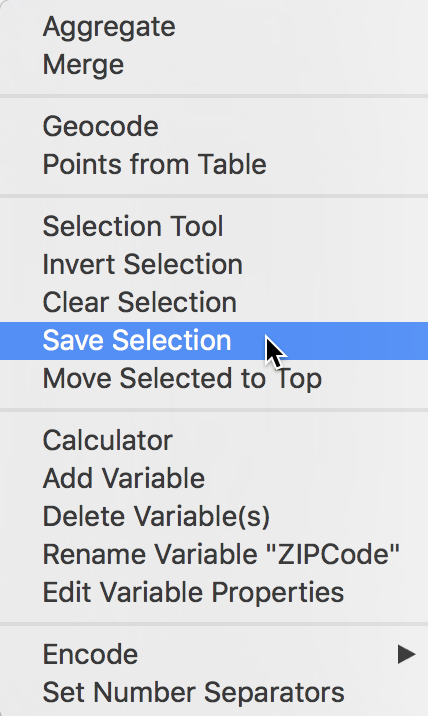 Aggregate
Merge
Geocode
Points from Table
Selection Tool
Invert Selection
Clear Selection
Save Selection
Move Selected to Top
Calculator
Add Variable
Delete Variable(s)
Rename Variable "ZIPCode"
Edit Variable Properties
Encode
Set Number Separators